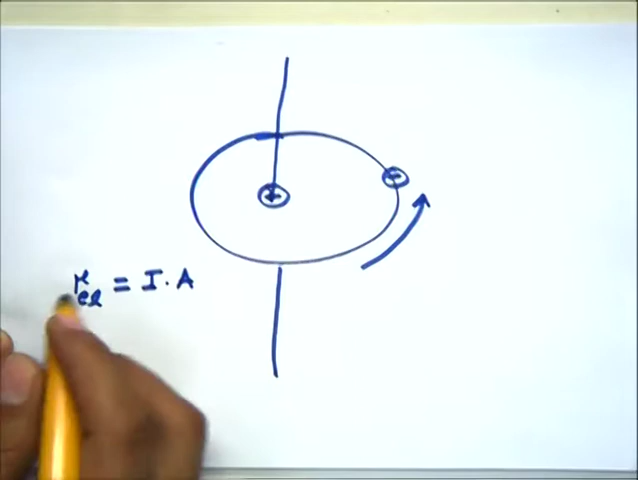 +
-
μel = I.A